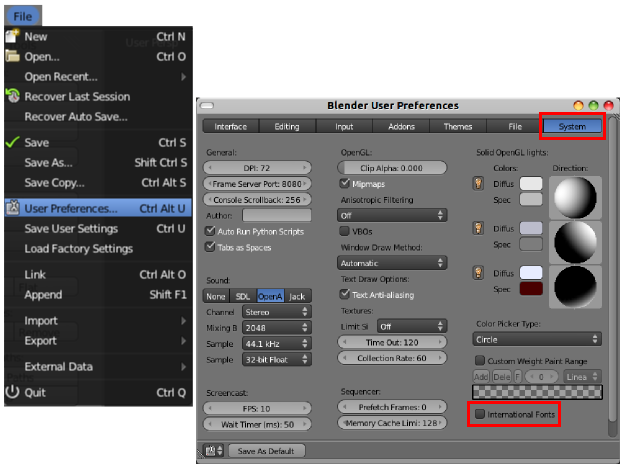 File
New Ctrl N
Open... Ctrl O
Open Recent...
Recover Last Session
Recover Auto Save...
Save Ctrl S
Save As... Shift Ctrl S
Save Copy... Ctrl Alt S
User Preferences... Ctrl Alt U
Save User Settings Ctrl U
Load Factory Settings
Link Ctrl Alt O
Append Shift F1
Import
Export
External Data
Quit Ctrl Q
Blender User Preferences
Interface Editing Input Addons Themes File System
General:
DPI: 72
Frame Server Port: 8080
Console Scrollback: 256
Author:
Auto Run Python Scripts
Tabs as Spaces
Sound:
None SDL OpenA Jack
Channel Stereo
Mixing B 2048
Sample 44.1 kHz
Sample 32-bit Float
Screencast:
FPS: 10
Wait Timer (ms): 50
OpenGL:
Clip Alpha: 0.000
Mipmaps
Anisotropic Filtering
Off
VBOs
Window Draw Method:
Automatic
Text Draw Options:
Text Anti-aliasing
Textures:
Limit Si Off
Time Out: 120
Collection Rate: 60
Sequencer:
Prefetch Frames: 0
Memory Cache Limi: 128
Solid OpenGL lights:
Colors: Direction:
Diffus
Spec
Diffus
Spec
Diffus
Spec
Color Picker Type:
Circle
Custom Weight Paint Range
Add Dele F 0 Linea
International Fonts
Save As Default